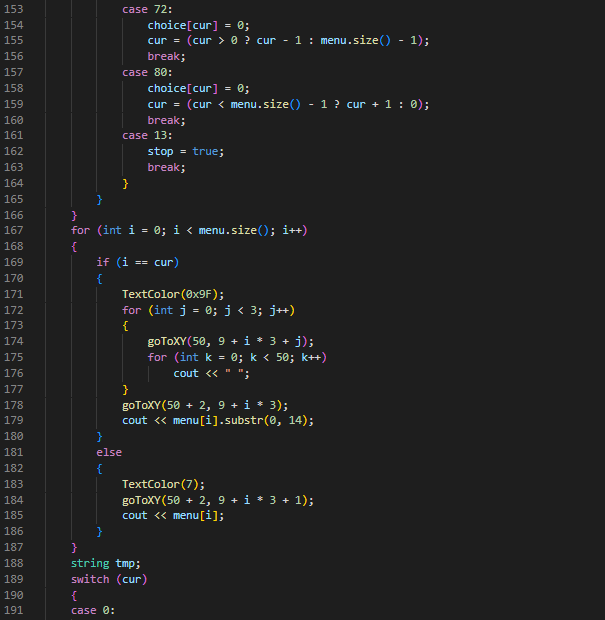 153 case 72:
154 choice[cur] = 0;
155 cur = (cur > 0 ? cur - 1 : menu.size() - 1);
156 break;
157 case 80:
158 choice[cur] = 0;
159 cur = (cur < menu.size() - 1 ? cur + 1 : 0);
160 break;
161 case 13:
162 stop = true;
163 break;
164 }
165 }
166 }
167 for (int i = 0; i < menu.size(); i++)
168 {
169 if (i == cur)
170 {
171 TextColor(0x9F);
172 for (int j = 0; j < 3; j++)
173 {
174 goToXY(50, 9 + i * 3 + j);
175 for (int k = 0; k < 50; k++)
176 cout << " ";
177 }
178 goToXY(50 + 2, 9 + i * 3);
179 cout << menu[i].substr(0, 14);
180 }
181 else
182 {
183 TextColor(7);
184 goToXY(50 + 2, 9 + i * 3 + 1);
185 cout << menu[i];
186 }
187 }
188 string tmp;
189 switch (cur)
190 {
191 case 0: